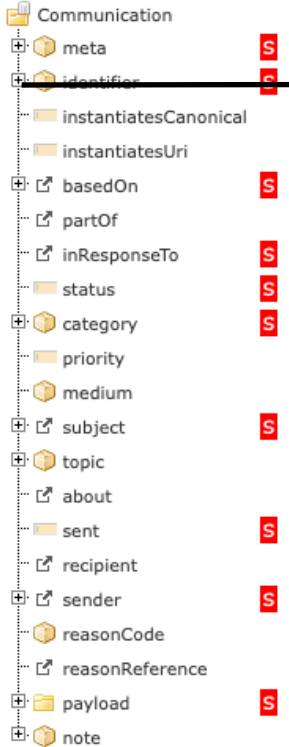 Communication
meta S
identifier S
instantiatesCanonical
instantiatesUri
basedOn S
partOf
inResponseTo S
status S
category S
priority
medium
subject S
topic
about
sent S
recipient
sender S
reasonCode
reasonReference
payload S
note